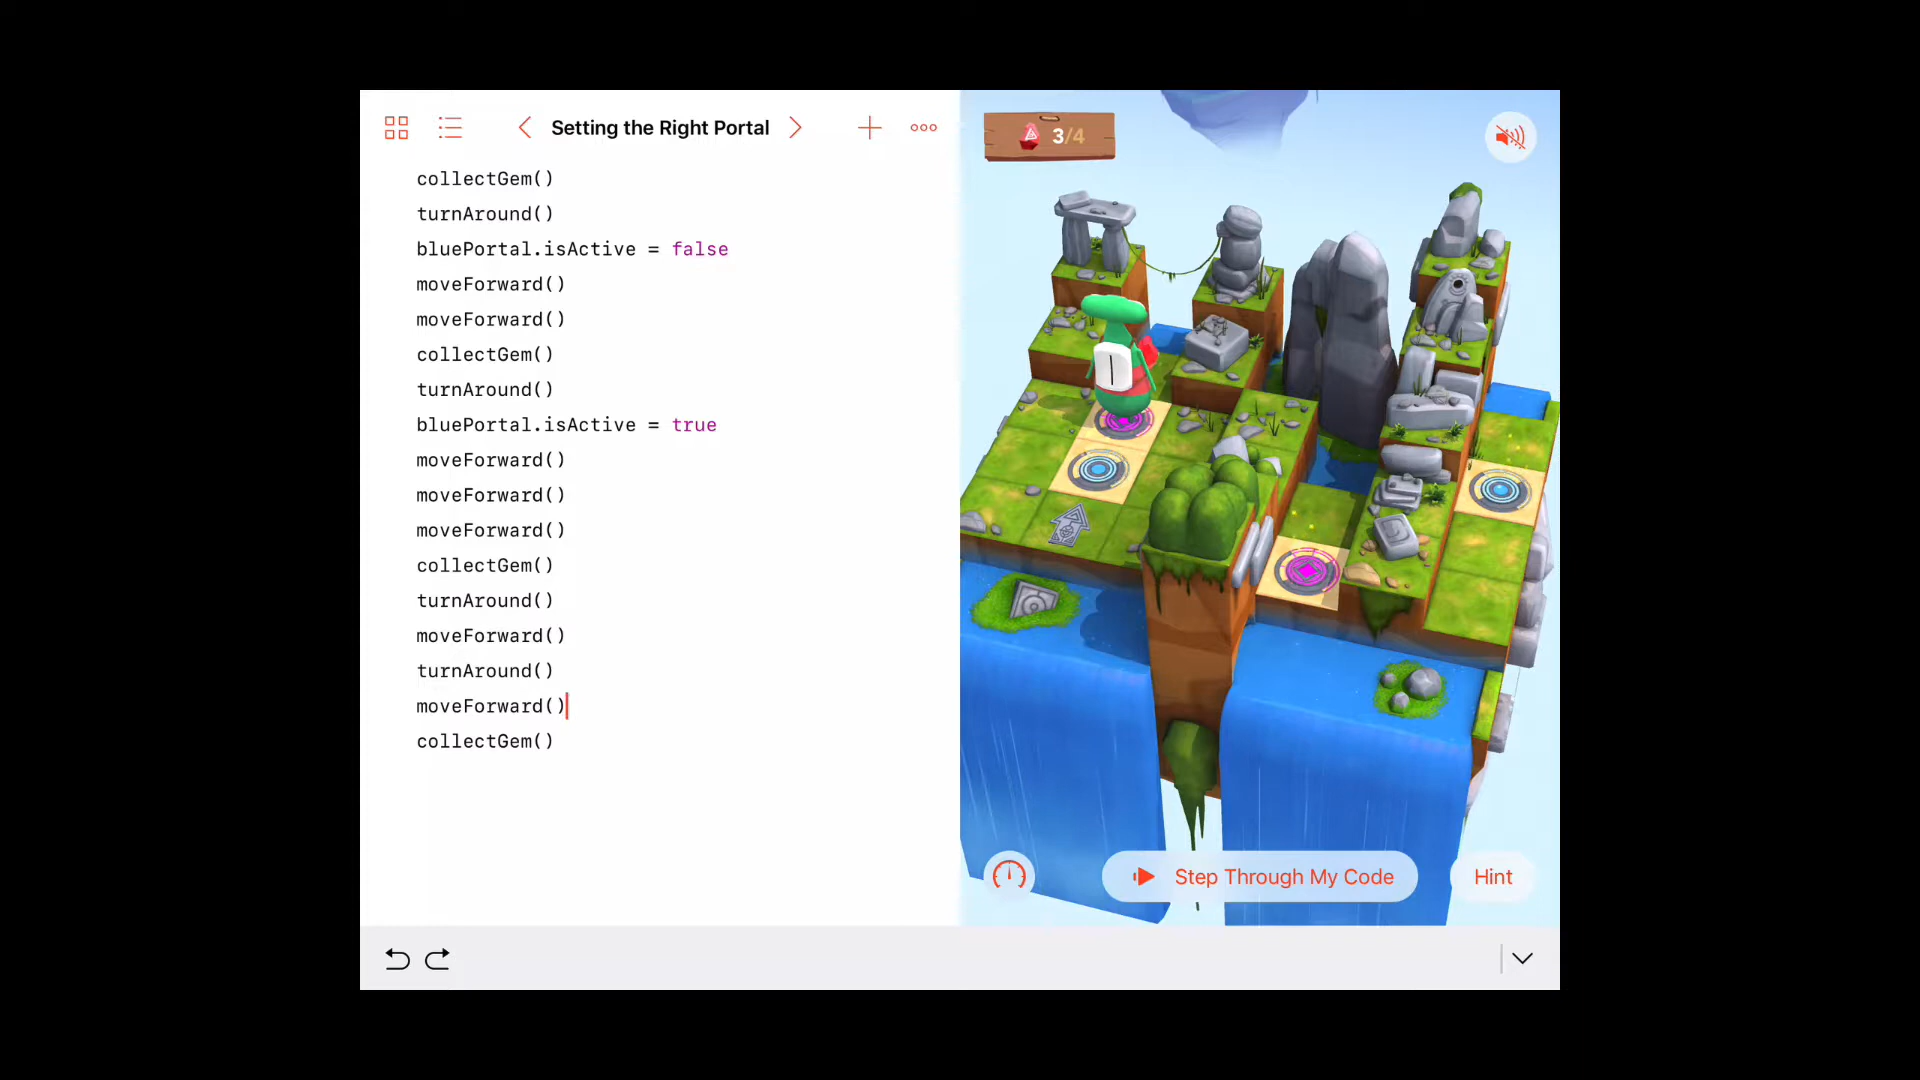 Setting the Right Portal
collectGem()
turnAround()
bluePortal.isActive = false
moveForward()
moveForward()
collectGem()
turnAround()
bluePortal.isActive = true
moveForward()
moveForward()
moveForward()
collectGem()
turnAround()
moveForward()
turnAround()
moveForward()
collectGem()
3/4
Step Through My Code
Hint